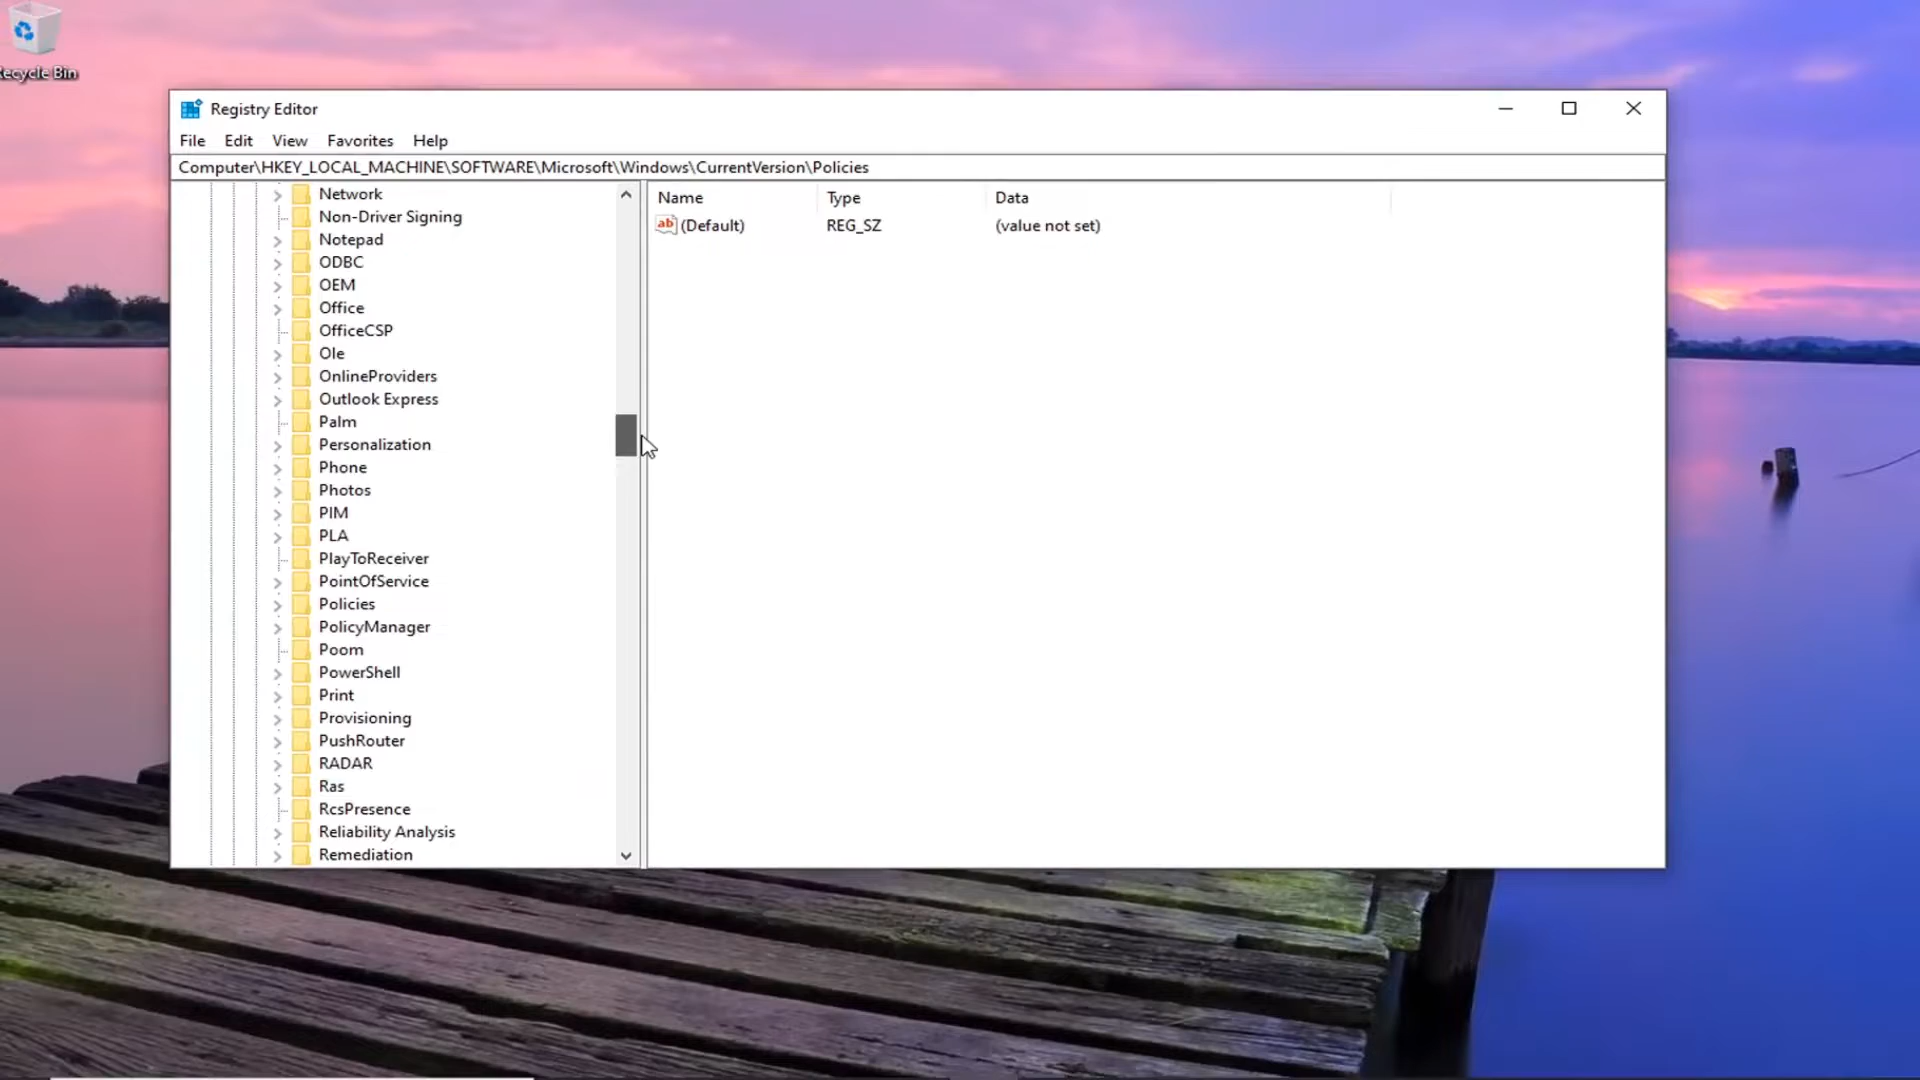 Recycle Bin
Registry Editor
File Edit View Favorites Help
Computer\HKEY_LOCAL_MACHINE\SOFTWARE\Microsoft\Windows\CurrentVersion\Policies
Network
Non-Driver Signing
Notepad
ODBC
OEM
Office
OfficeCSP
Ole
OnlineProviders
Outlook Express
Palm
Personalization
Phone
Photos
PIM
PLA
PlayToReceiver
PointOfService
Policies
PolicyManager
Poom
PowerShell
Print
Provisioning
PushRouter
RADAR
Ras
RcsPresence
Reliability Analysis
Remediation
Name Type Data
ab (Default) REG_SZ (value not set)